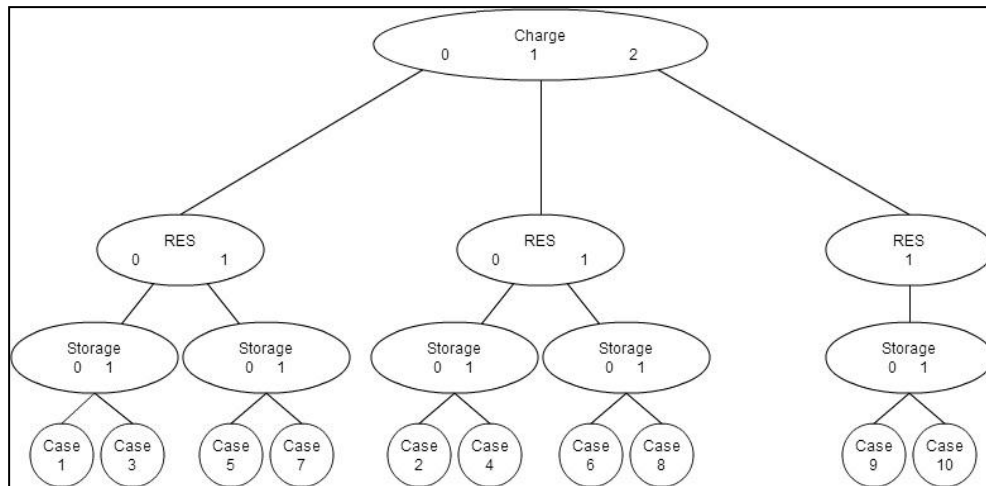 Charge
0 1 2
RES
0 1
RES
0 1
RES
1
Storage
0 1
Storage
0 1
Storage
0 1
Storage
0 1
Storage
0 1
Case
1
Case
3
Case
5
Case
7
Case
2
Case
4
Case
6
Case
8
Case
9
Case
10